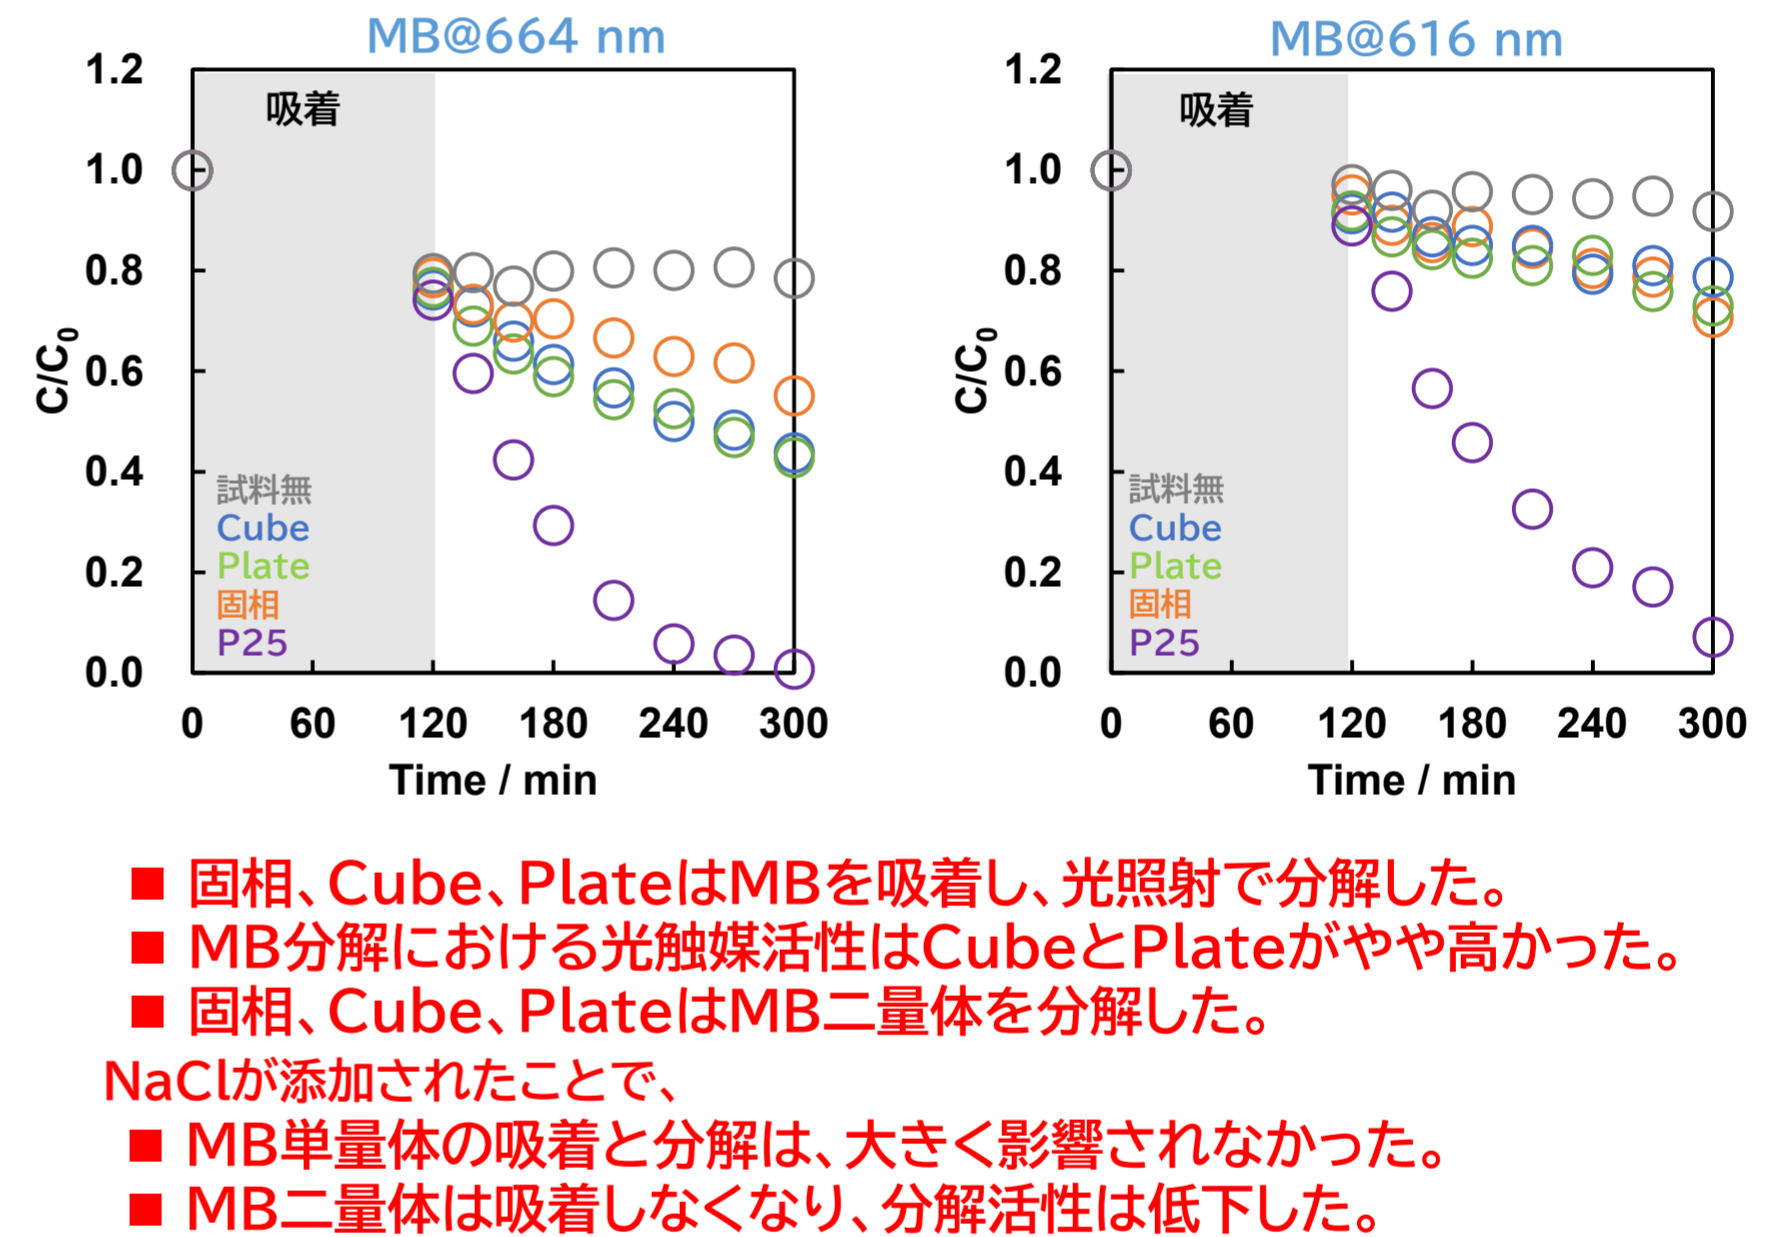 MB@664 nm
1.2
1.0
0.8
0.6
0.4
0.2
0.0
C/C0
吸着
試料無
Cube
Plate
固相
P25
0 60 120 180 240 300
Time / min
MB@616 nm
1.2
1.0
0.8
0.6
0.4
0.2
0.0
C/C0
吸着
試料無
Cube
Plate
固相
P25
0 60 120 180 240 300
Time / min
■ 固相、Cube、PlateはMBを吸着し、光照射で分解した。
■ MB分解における光触媒活性はCubeとPlateがやや高かった。
■ 固相、Cube、PlateはMB二量体を分解した。
NaClが添加されたことで、
■ MB単量体の吸着と分解は、大きく影響されなかった。
■ MB二量体は吸着しなくなり、分解活性は低下した。